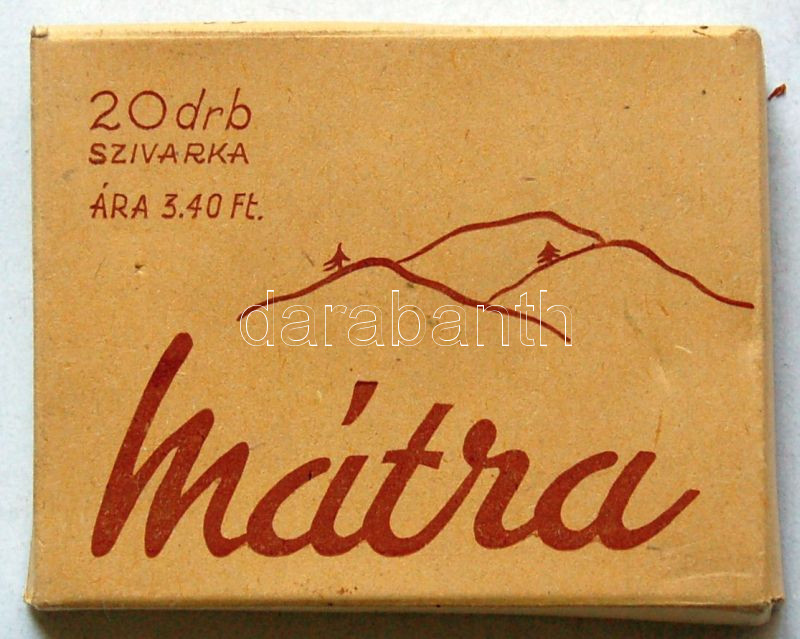 20 drb
SZIVARKA
ÁRA 3.40 Ft.
darabanth
Mátra